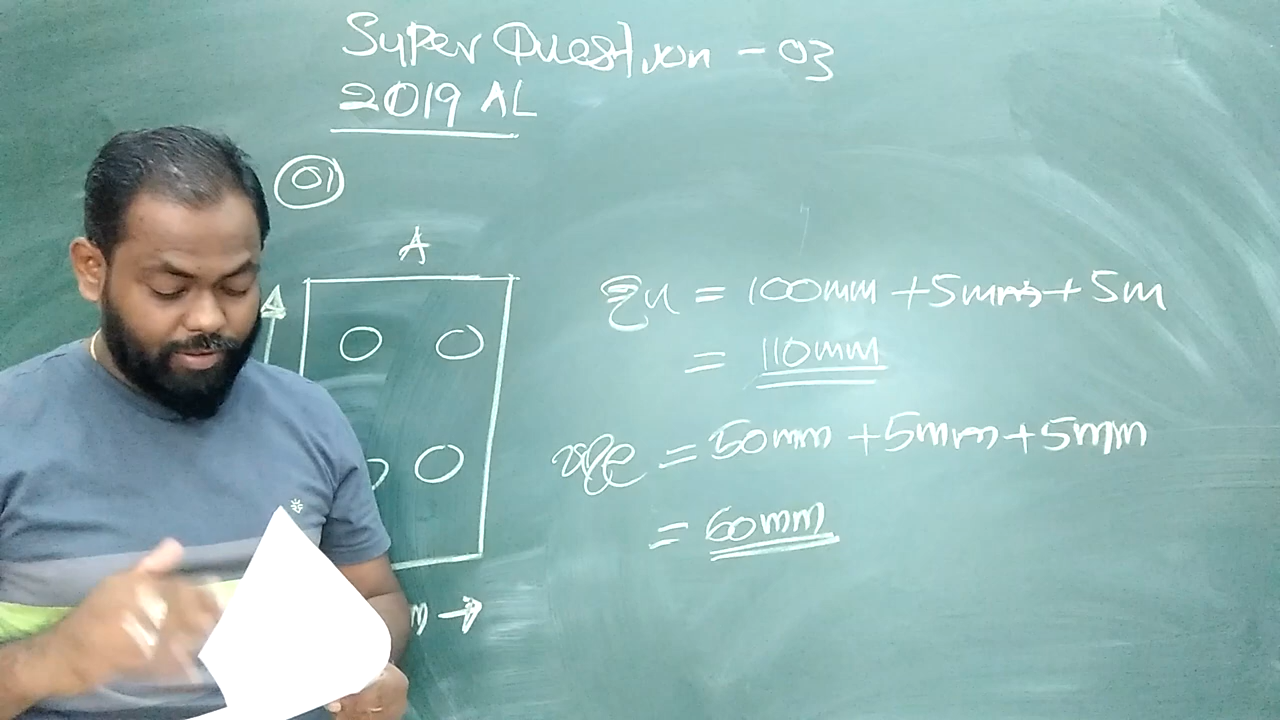 Super Question - 03
2019 AL
01
A
දිග = 100mm + 5mm + 5m
= 110mm
පළල = 50mm + 5mm + 5mm
= 60mm
m